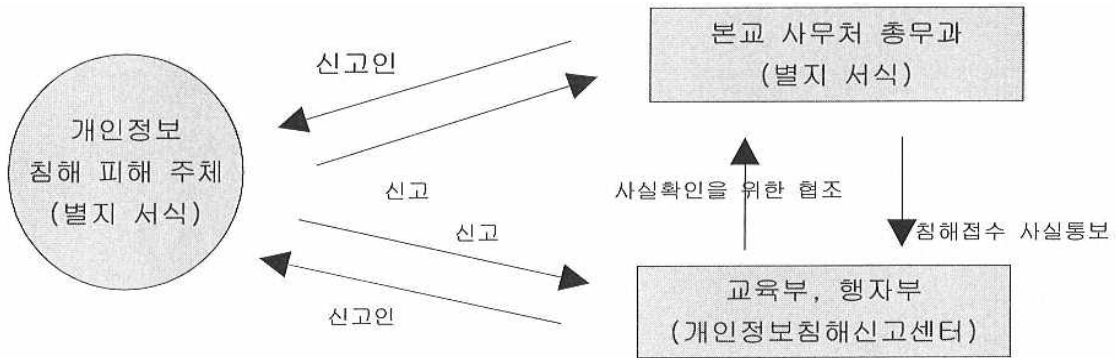 본교 사무처 총무과
(별지 서식)
신고인
개인정보
침해 피해 주체
(별지 서식)
신고
사실확인을 위한 협조
신고
침해접수 사실통보
교육부, 행자부
(개인정보침해신고센터)
신고인